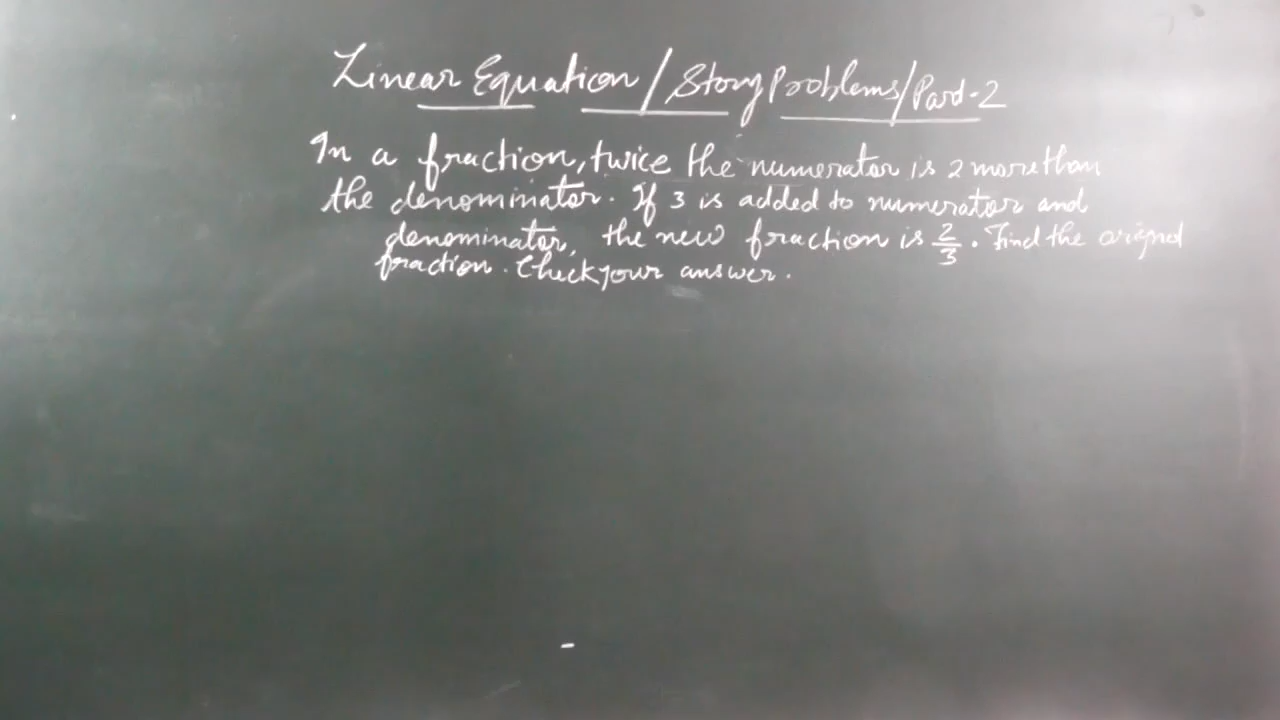 Linear Equation / Story Problems / Part-2
In a fraction, twice the numerator is 2 more than
the denominator. If 3 is added to numerator and
denominator, the new fraction is 2/3. Find the original
fraction. Check your answer.